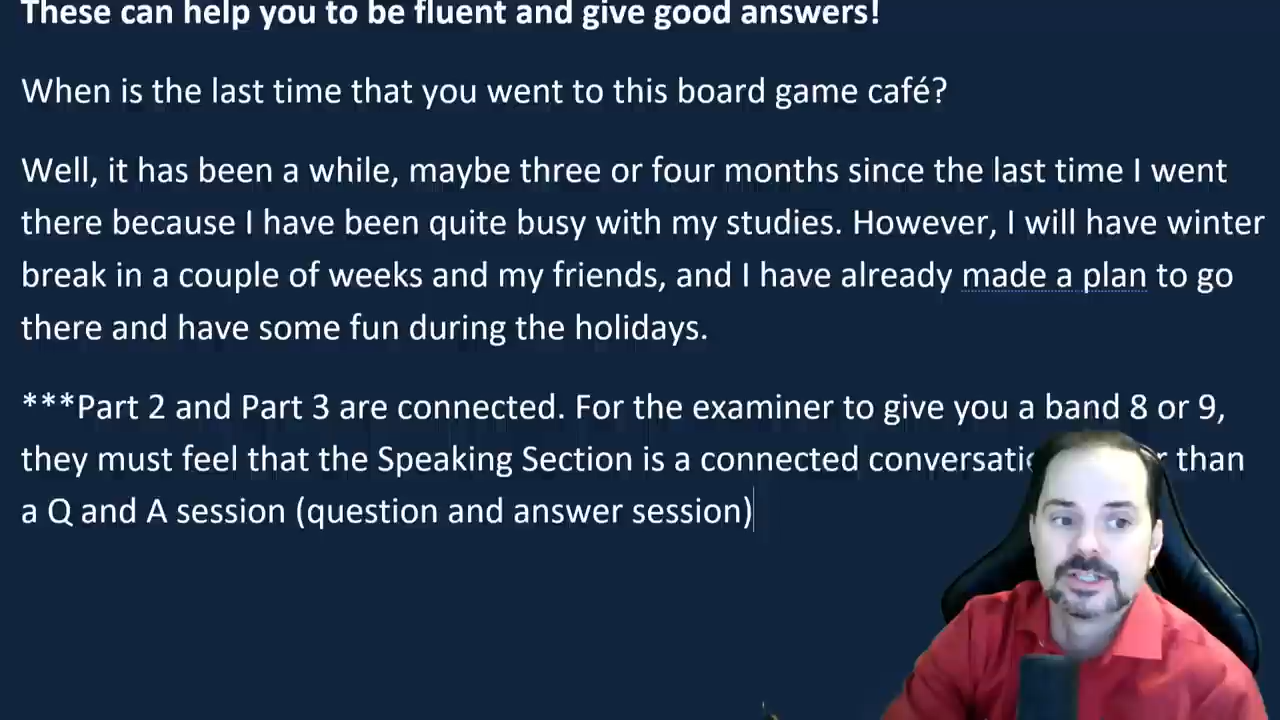 These can help you to be fluent and give good answers!
When is the last time that you went to this board game café?
Well, it has been a while, maybe three or four months since the last time I went
there because I have been quite busy with my studies. However, I will have winter
break in a couple of weeks and my friends, and I have already made a plan to go
there and have some fun during the holidays.
***Part 2 and Part 3 are connected. For the examiner to give you a band 8 or 9,
they must feel that the Speaking Section is a connected than
a Q and A session (question and answer session)